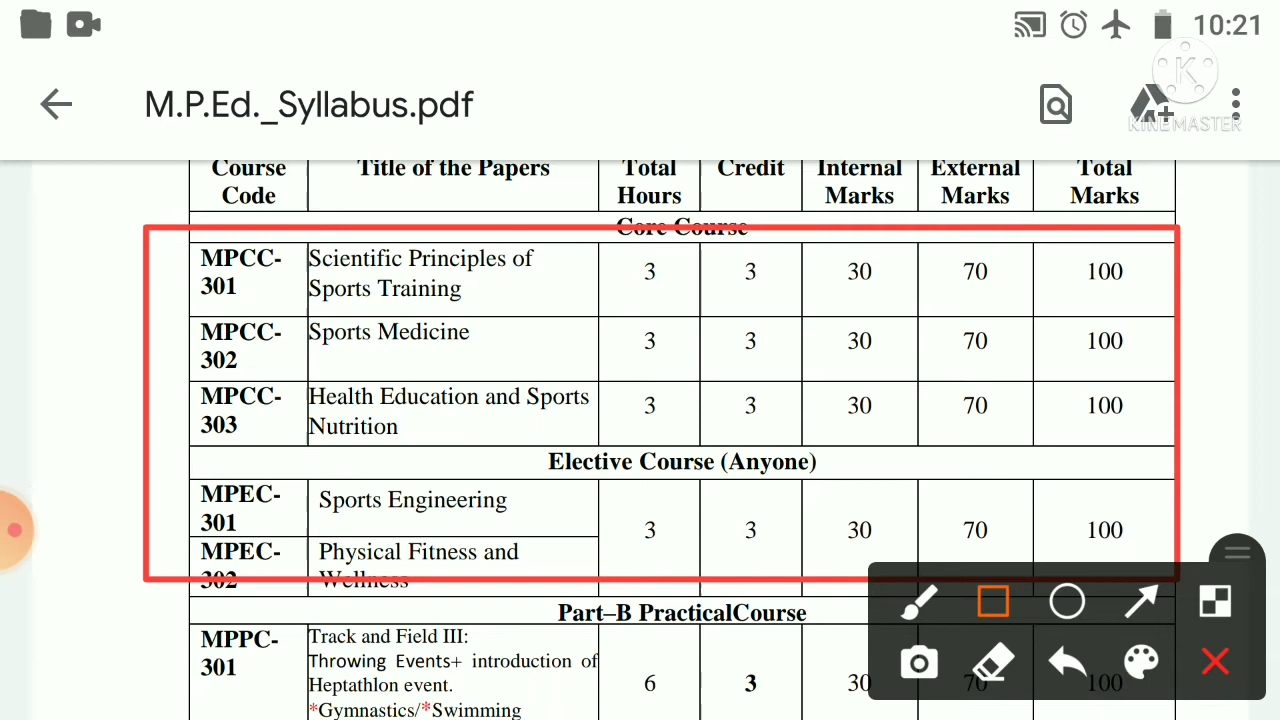 10:21
M.P.Ed._Syllabus.pdf
K
KINEMASTER
Course Code Title of the Papers Total Hours Credit Internal Marks External Marks Total Marks
Core Course
MPCC-301 Scientific Principles of Sports Training 3 3 30 70 100
MPCC-302 Sports Medicine 3 3 30 70 100
MPCC-303 Health Education and Sports Nutrition 3 3 30 70 100
Elective Course (Anyone)
MPEC-301 Sports Engineering 3 3 30 70 100
MPEC-302 Physical Fitness and Wellness
Part–B PracticalCourse
MPPC-301 Track and Field III:
Throwing Events+ introduction of
Heptathlon event. 6 3 30 70 100
*Gymnastics/*Swimming